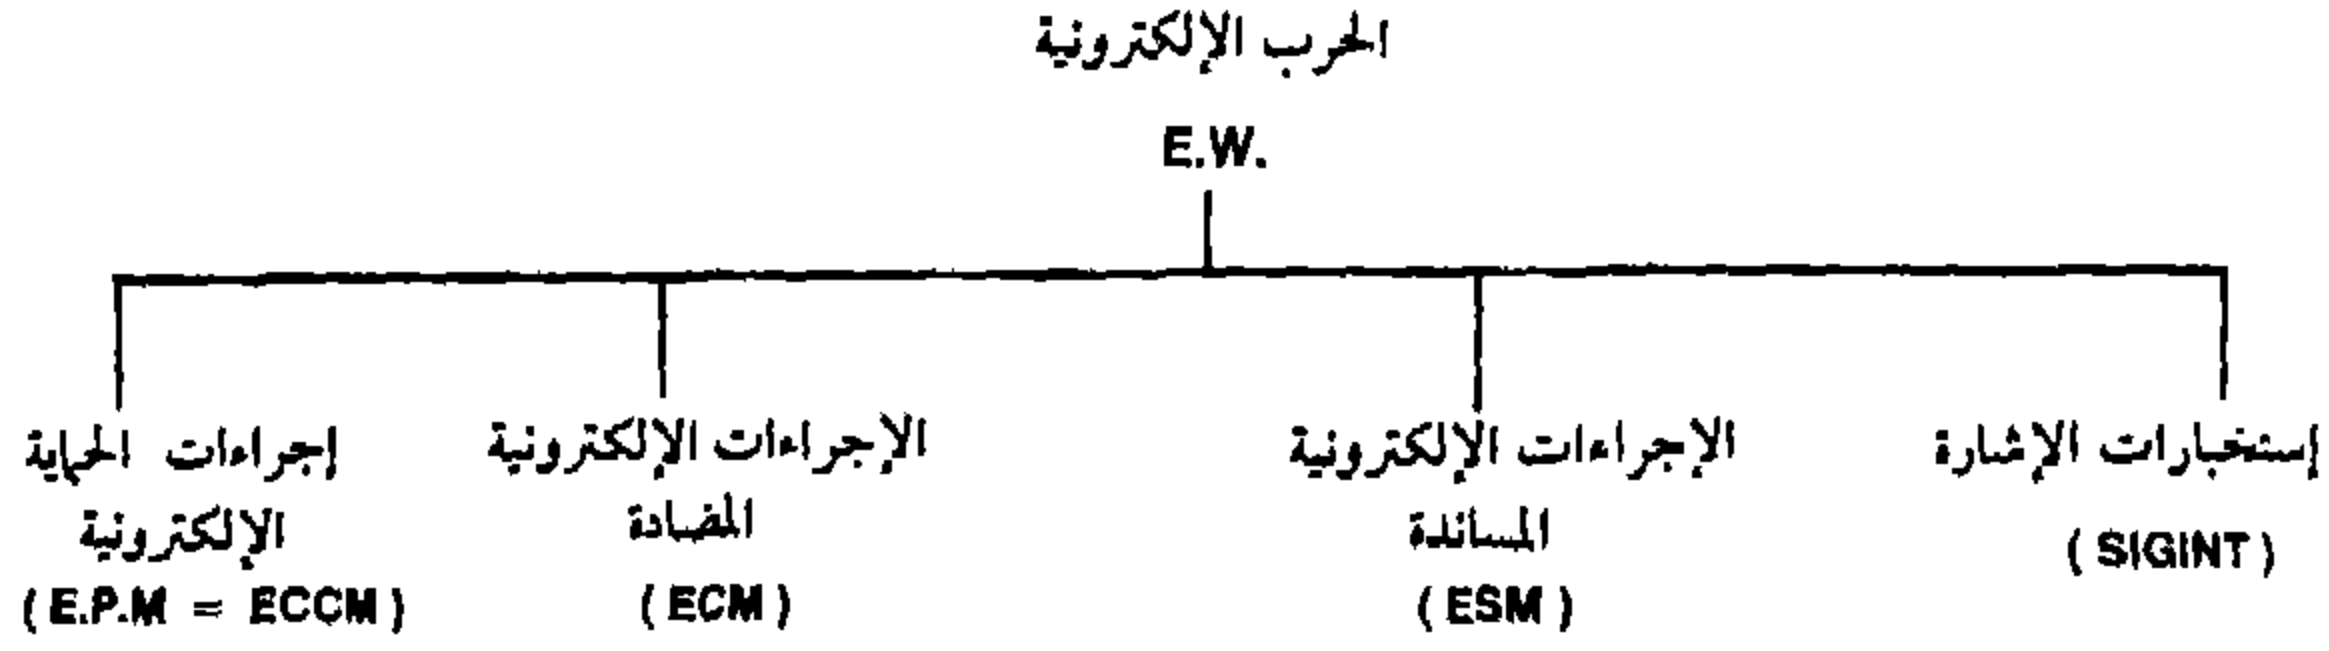 الحرب الإلكترونية
E.W.
إستخبارات الإشارة
(SIGINT)
الإجراءات الإلكترونية
المساندة
(ESM)
الإجراءات الإلكترونية
المضادة
(ECM)
إجراءات الحماية
الإلكترونية
(E.P.M = ECCM)